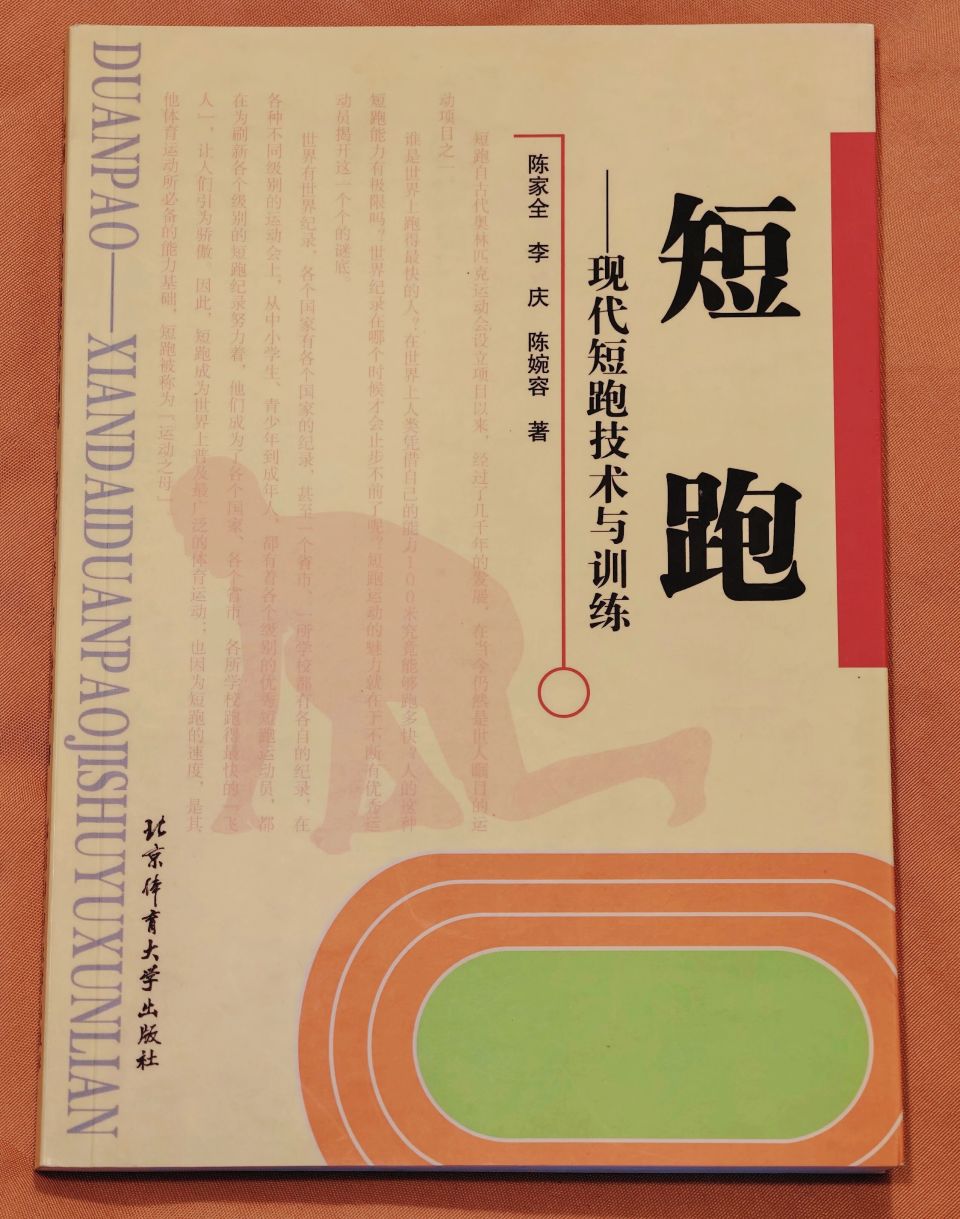 短跑
——现代短跑技术与训练
陈家全 李 庆 陈婉容 著
短跑自古代奥林匹克运动会设立项目以来，经过了几千年的发展，在当今仍然是世人瞩目的运
动项目之一。
谁是世界上跑得最快的人？在世界上人类凭借自己的能力100米究竟能够跑多快？人的这种
短跑能力有极限吗？世界纪录在哪个时候才会止步不前了呢？短跑运动的魅力就在于不断有优秀运
动员揭开这一个个的谜底。
世界有世界纪录，各个国家有各个国家的纪录，甚至一个省市、一所学校都有各自的纪录，在
各种不同级别的运动会上，从中小学生、青少年到成年人，都有着各个级别的优秀短跑运动员，都
在为刷新各个级别的短跑纪录努力着，他们成为了各个国家、各个省市、各所学校跑得最快的「飞
人」，让人们引为骄傲。因此，短跑成为世界上普及最广泛的体育运动；也因为短跑的速度，是其
他体育运动所必备的能力基础，短跑被称为「运动之母」
DUANPAO——XIANDAIDUANPAOJISHUYUXUNLIAN
北京体育大学出版社